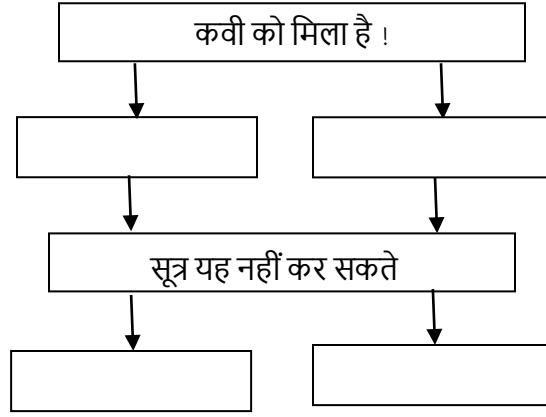 कवी को मिला है !
सूत्र यह नहीं कर सकते